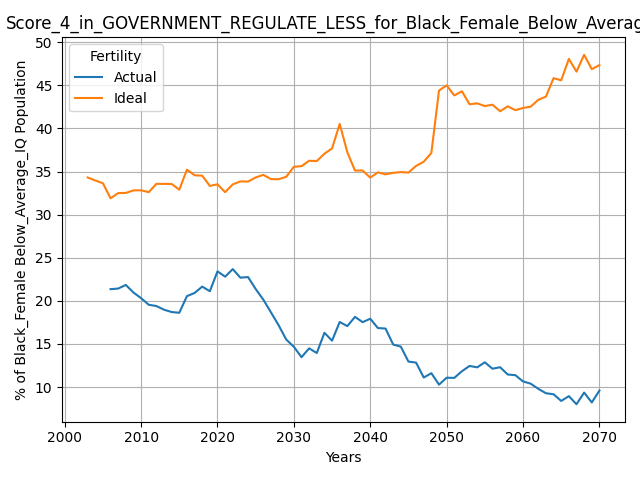 Score_4_in_GOVERNMENT_REGULATE_LESS_for_Black_Female_Below_Averag
% of Black_Female Below_Average_IQ Population
50
45
40
35
30
25
20
15
10
Fertility
Actual
Ideal
2000 2010 2020 2030 2040 2050 2060 2070
Years